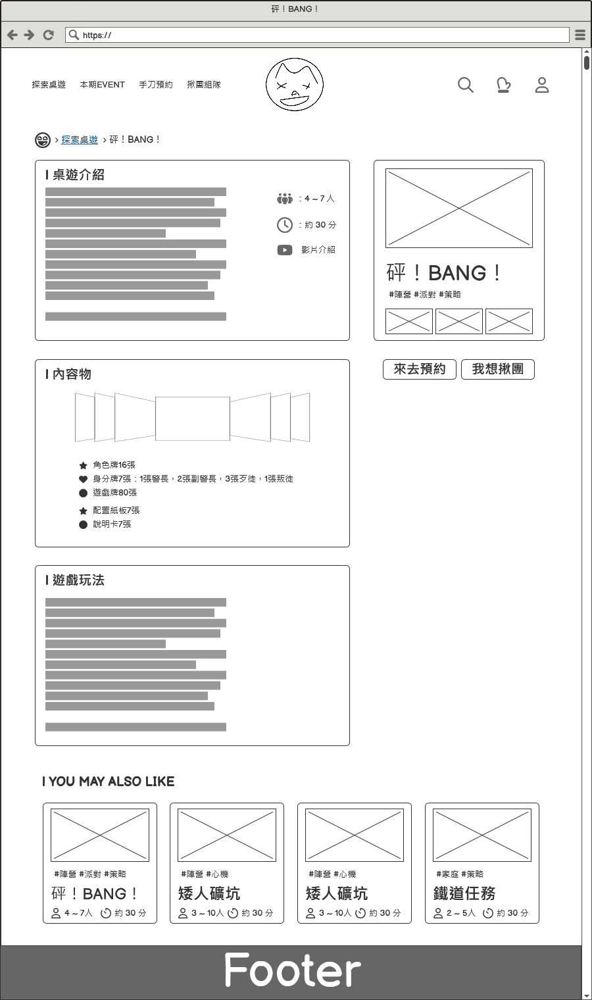 砰！BANG！
https://
探索桌遊 本期EVENT 手刀預約 揪團組隊
> 探索桌遊 > 砰！BANG！
桌遊介紹
：4 ~ 7 人
：約 30 分
影片介紹
砰！BANG！
#陣營 #派對 #策略
來去預約 我想揪團
內容物
角色牌16張
身分牌7張：1張警長，2張副警長，3張歹徒，1張叛徒
遊戲牌80張
配置紙板7張
說明卡7張
遊戲玩法
YOU MAY ALSO LIKE
#陣營 #派對 #策略
砰！BANG！
4 ~ 7人 約 30 分
#陣營 #心機
矮人礦坑
3 ~ 10人 約 30 分
#陣營 #心機
矮人礦坑
3 ~ 10人 約 30 分
#家庭 #策略
鐵道任務
2 ~ 5人 約 30 分
Footer